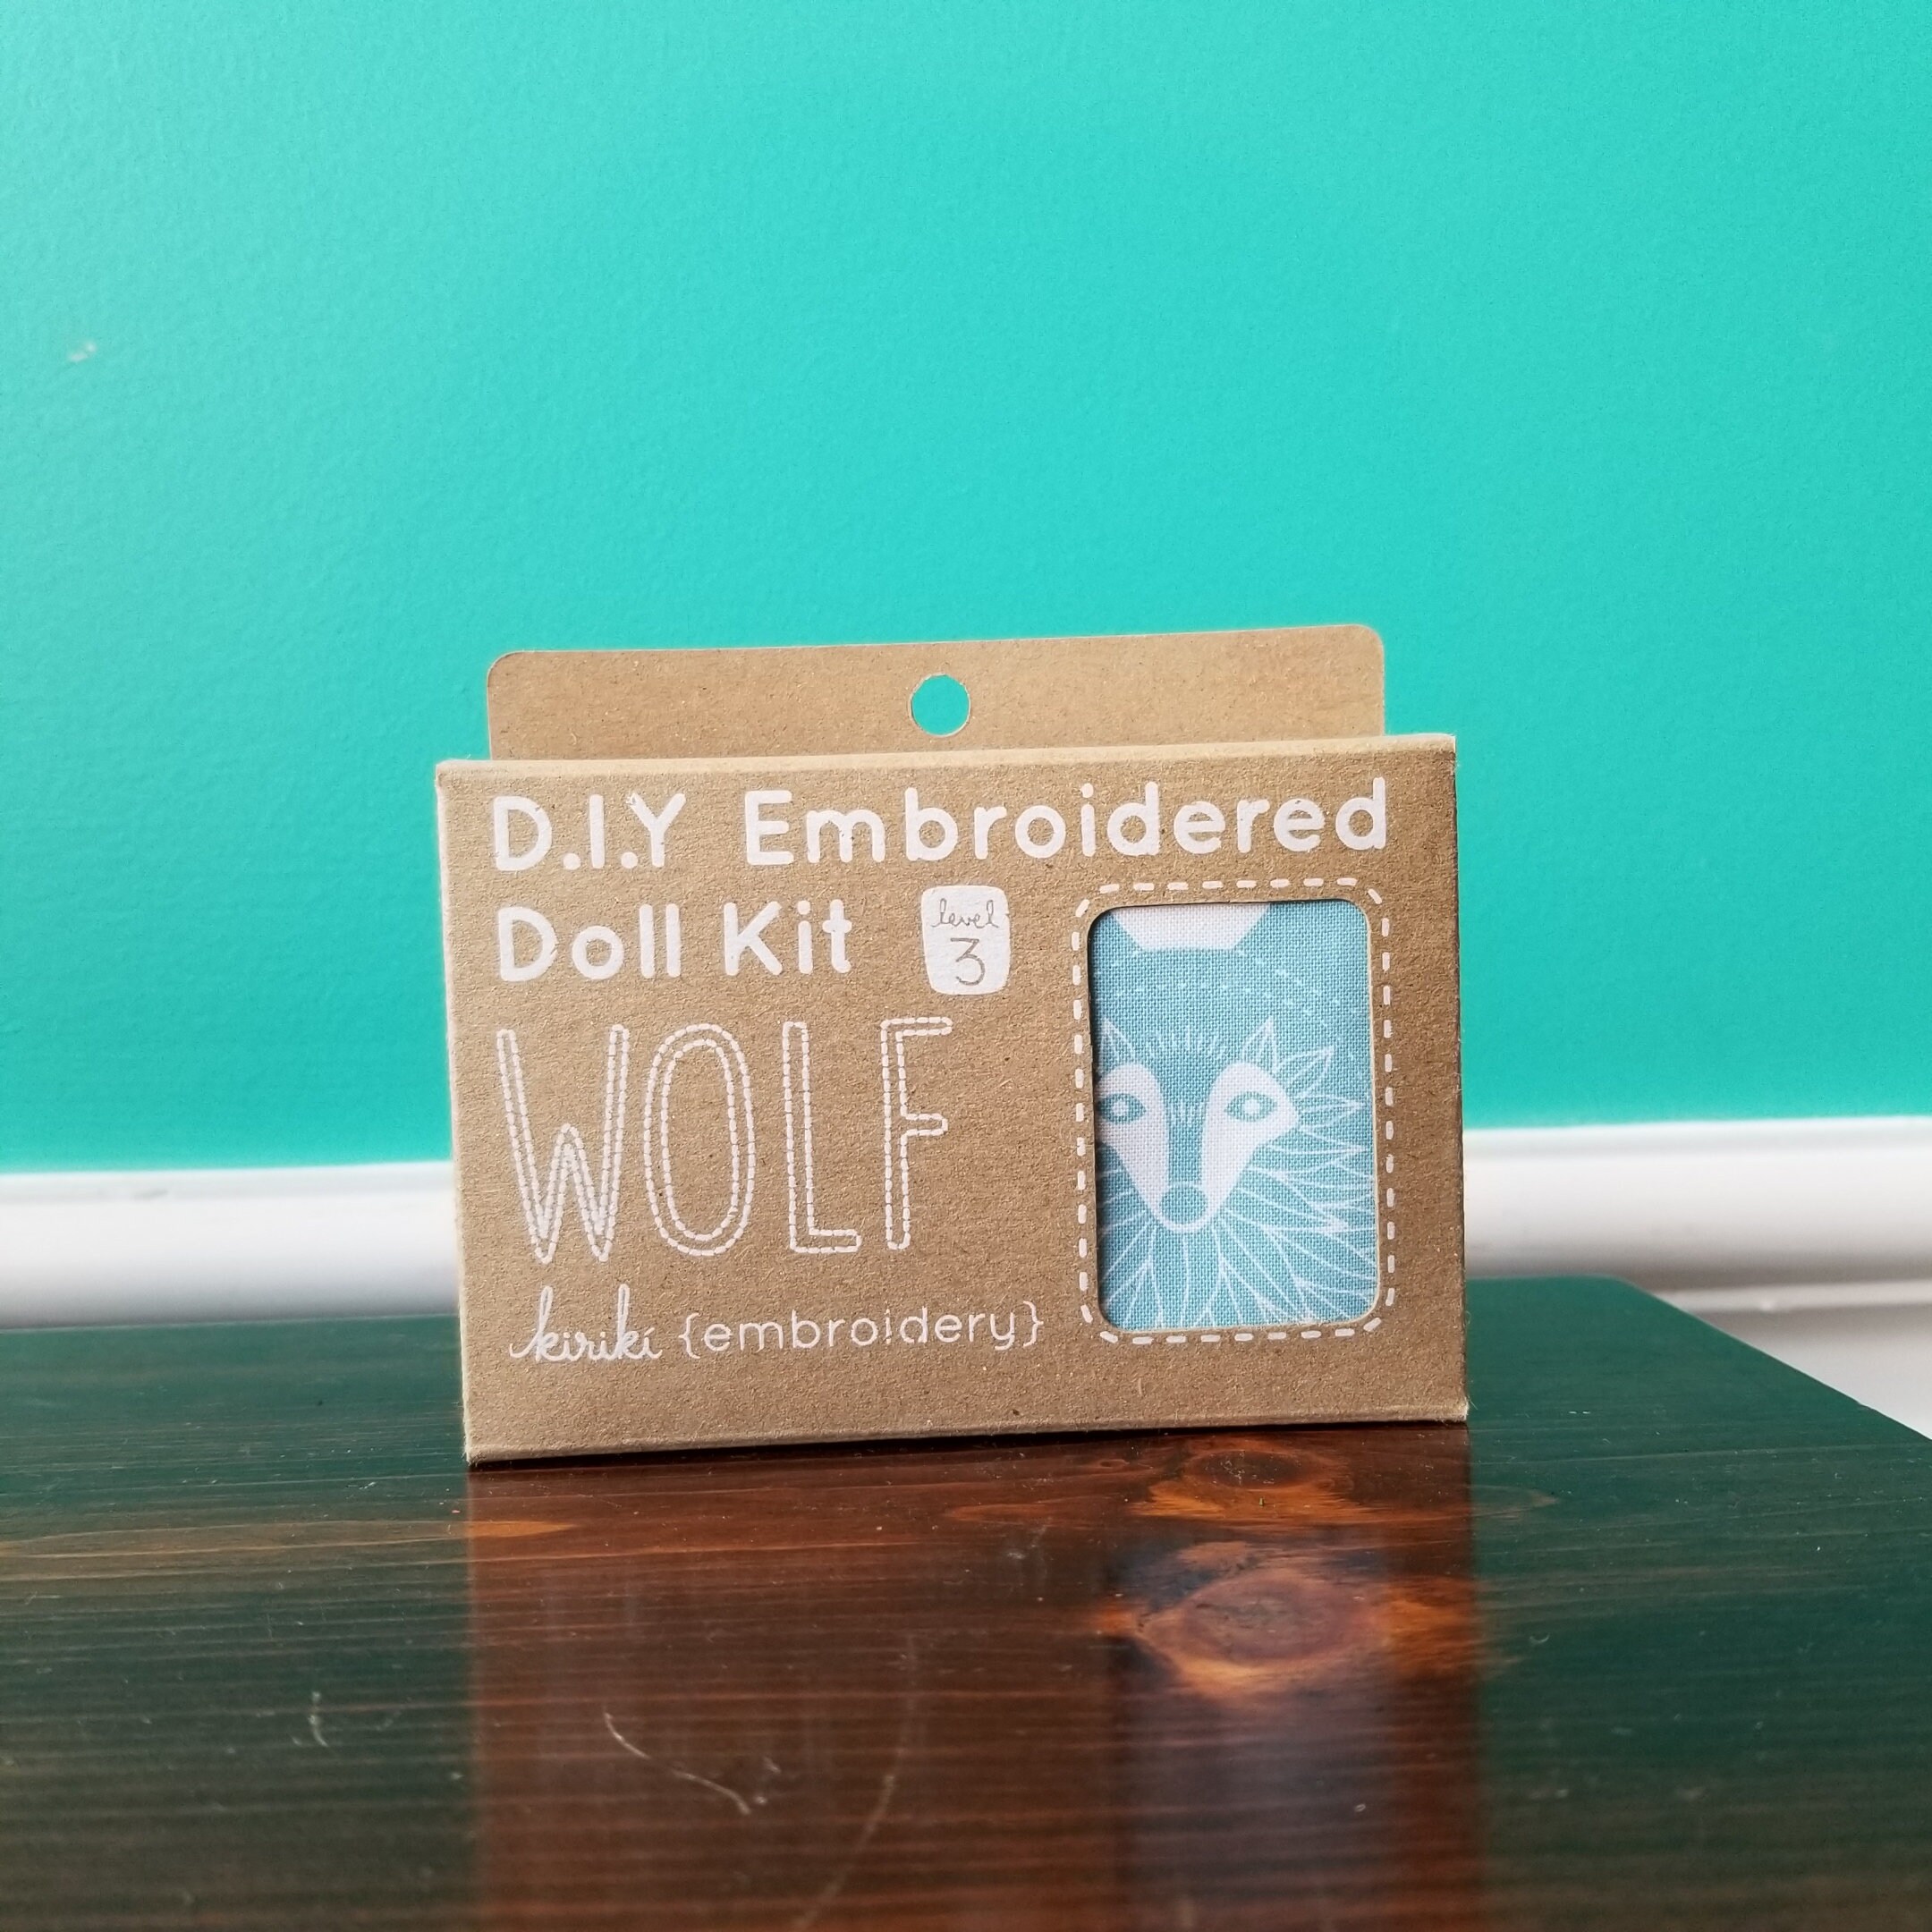 D.I.Y Embroidered
Doll Kit
level
3
WOLF
kiriki {embroidery}